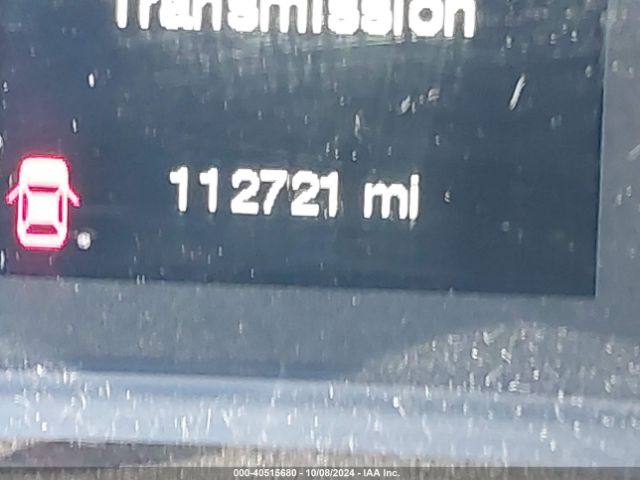 Transmission
112721 mi
000-40515680 - 10/08/2024 - IAA Inc.